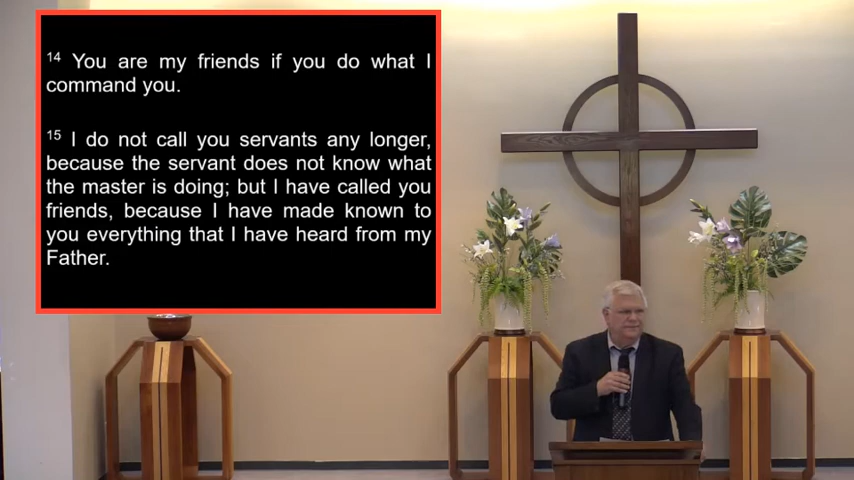 14 You are my friends if you do what I
command you.
15 I do not call you servants any longer,
because the servant does not know what
the master is doing; but I have called you
friends, because I have made known to
you everything that I have heard from my
Father.